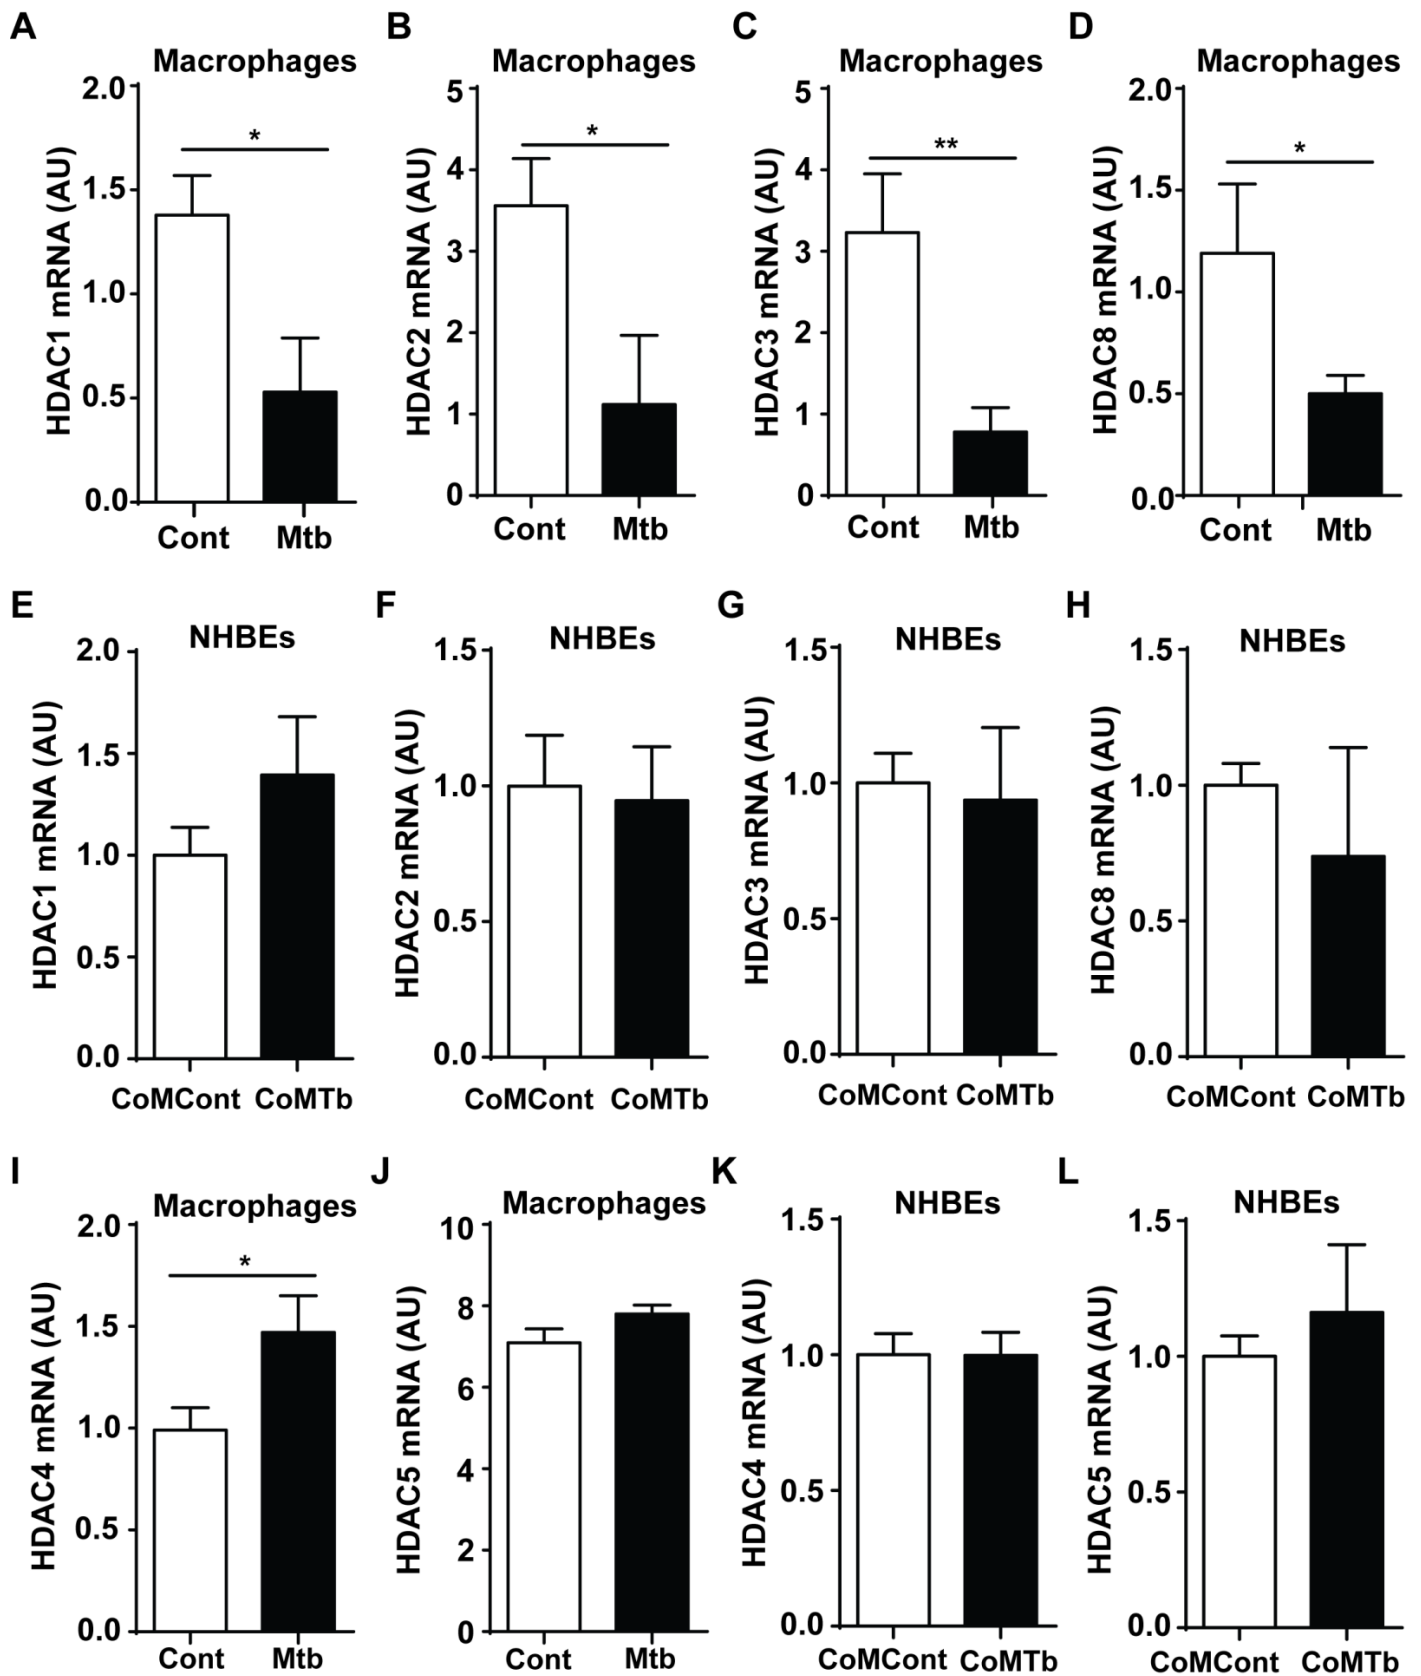 A
Macrophages
HDAC1 mRNA (AU)
2.0
1.5
1.0
0.5
0.0
*
Cont Mtb
B
Macrophages
HDAC2 mRNA (AU)
5
4
3
2
1
0
*
Cont Mtb
C
Macrophages
HDAC3 mRNA (AU)
5
4
3
2
1
0
**
Cont Mtb
D
Macrophages
HDAC8 mRNA (AU)
2.0
1.5
1.0
0.5
0.0
*
Cont Mtb
E
NHBEs
HDAC1 mRNA (AU)
2.0
1.5
1.0
0.5
0.0
CoMCont CoMTb
F
NHBEs
HDAC2 mRNA (AU)
1.5
1.0
0.5
0.0
CoMCont CoMTb
G
NHBEs
HDAC3 mRNA (AU)
1.5
1.0
0.5
0.0
CoMCont CoMTb
H
NHBEs
HDAC8 mRNA (AU)
1.5
1.0
0.5
0.0
CoMCont CoMTb
I
Macrophages
HDAC4 mRNA (AU)
2.0
1.5
1.0
0.5
0.0
*
Cont Mtb
J
Macrophages
HDAC5 mRNA (AU)
10
8
6
4
2
0
Cont Mtb
K
NHBEs
HDAC4 mRNA (AU)
1.5
1.0
0.5
0.0
CoMCont CoMTb
L
NHBEs
HDAC5 mRNA (AU)
1.5
1.0
0.5
0.0
CoMCont CoMTb